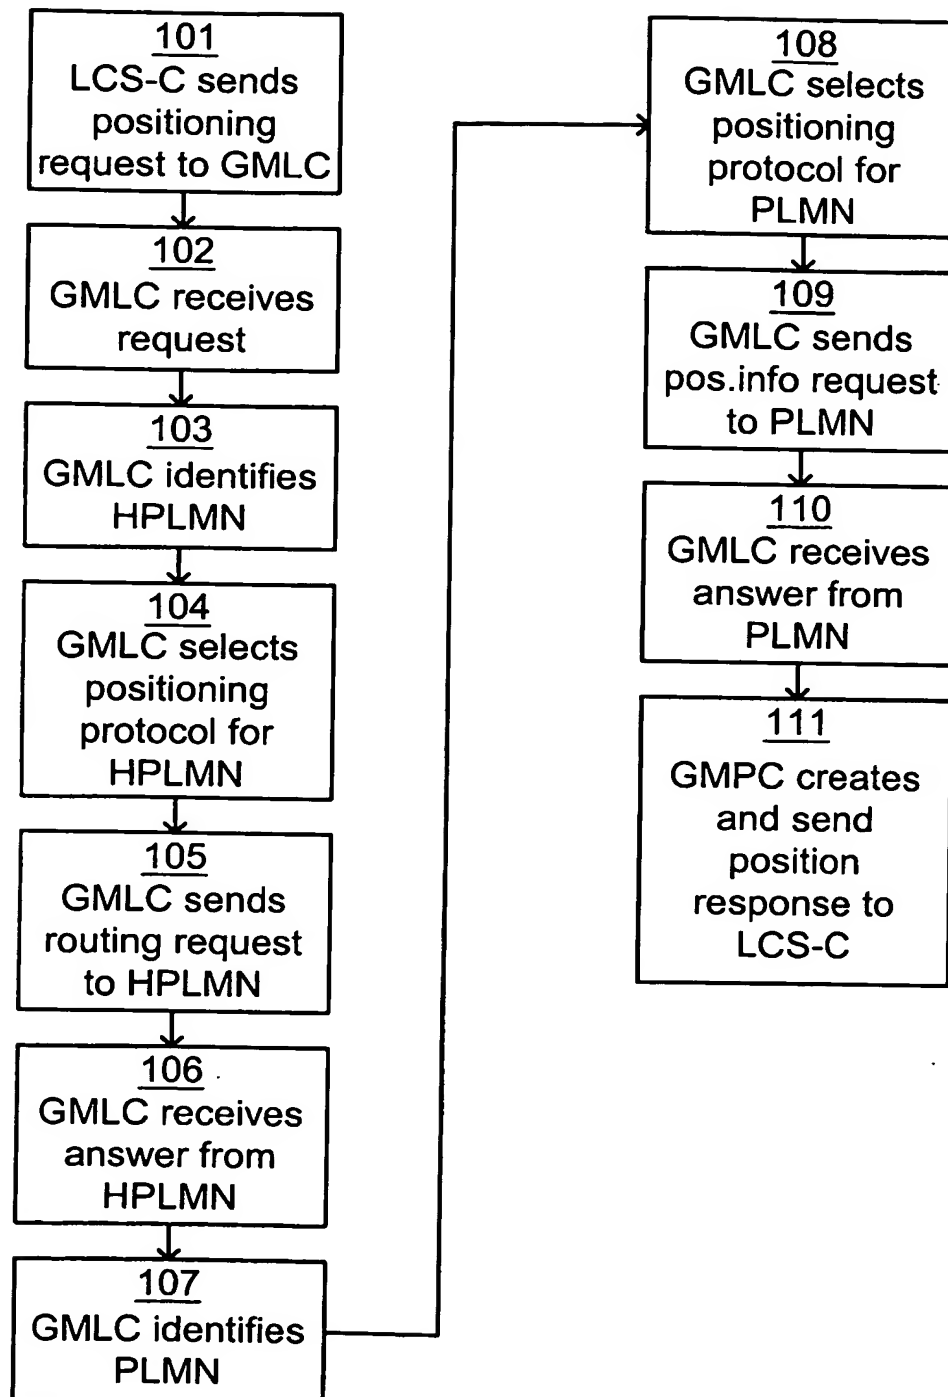 101
LCS-C sends
positioning
request to GMLC
102
GMLC receives
request
103
GMLC identifies
HPLMN
104
GMLC selects
positioning
protocol for
HPLMN
105
GMLC sends
routing request
to HPLMN
106
GMLC receives
answer from
HPLMN
107
GMLC identifies
PLMN
108
GMLC selects
positioning
protocol for
PLMN
109
GMLC sends
pos.info request
to PLMN
110
GMLC receives
answer from
PLMN
111
GMPC creates
and send
position
response to
LCS-C